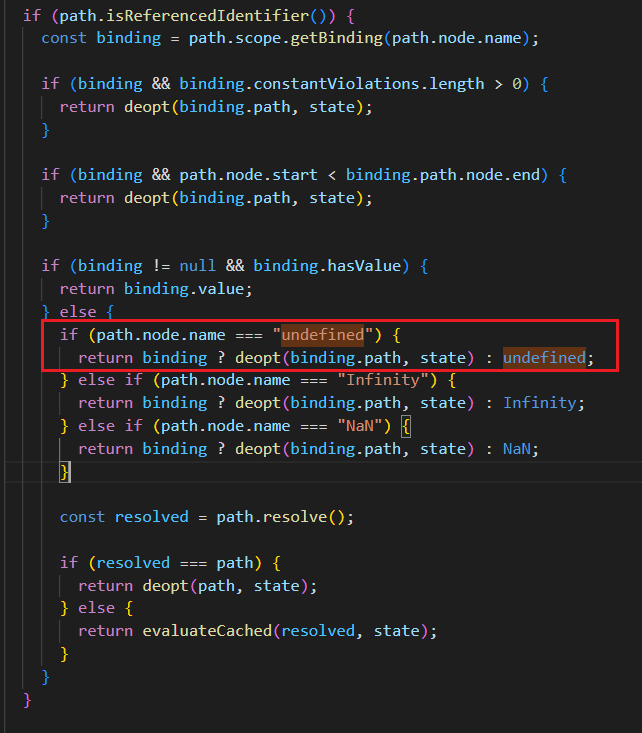 if (path.isReferencedIdentifier()) {
const binding = path.scope.getBinding(path.node.name);
if (binding && binding.constantViolations.length > 0) {
return deopt(binding.path, state);
}
if (binding && path.node.start < binding.path.node.end) {
return deopt(binding.path, state);
}
if (binding != null && binding.hasValue) {
return binding.value;
} else {
if (path.node.name === "undefined") {
return binding ? deopt(binding.path, state) : undefined;
} else if (path.node.name === "Infinity") {
return binding ? deopt(binding.path, state) : Infinity;
} else if (path.node.name === "NaN") {
return binding ? deopt(binding.path, state) : NaN;
}
const resolved = path.resolve();
if (resolved === path) {
return deopt(path, state);
} else {
return evaluateCached(resolved, state);
}
}
}